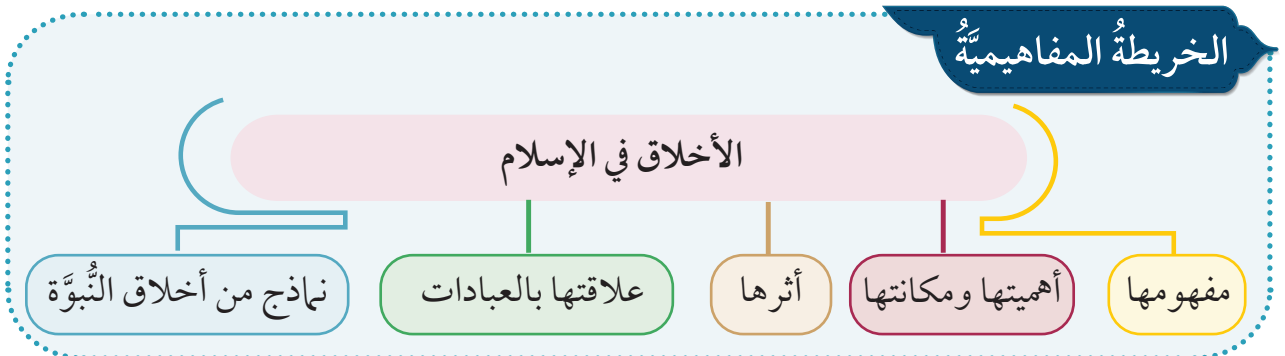 الخريطةُ المفاهيميَّةُ
الأخلاق في الإسلام
مفهومها
أهميتها ومكانتها
أثرها
علاقتها بالعبادات
نماذج من أخلاق النُّبوَّة